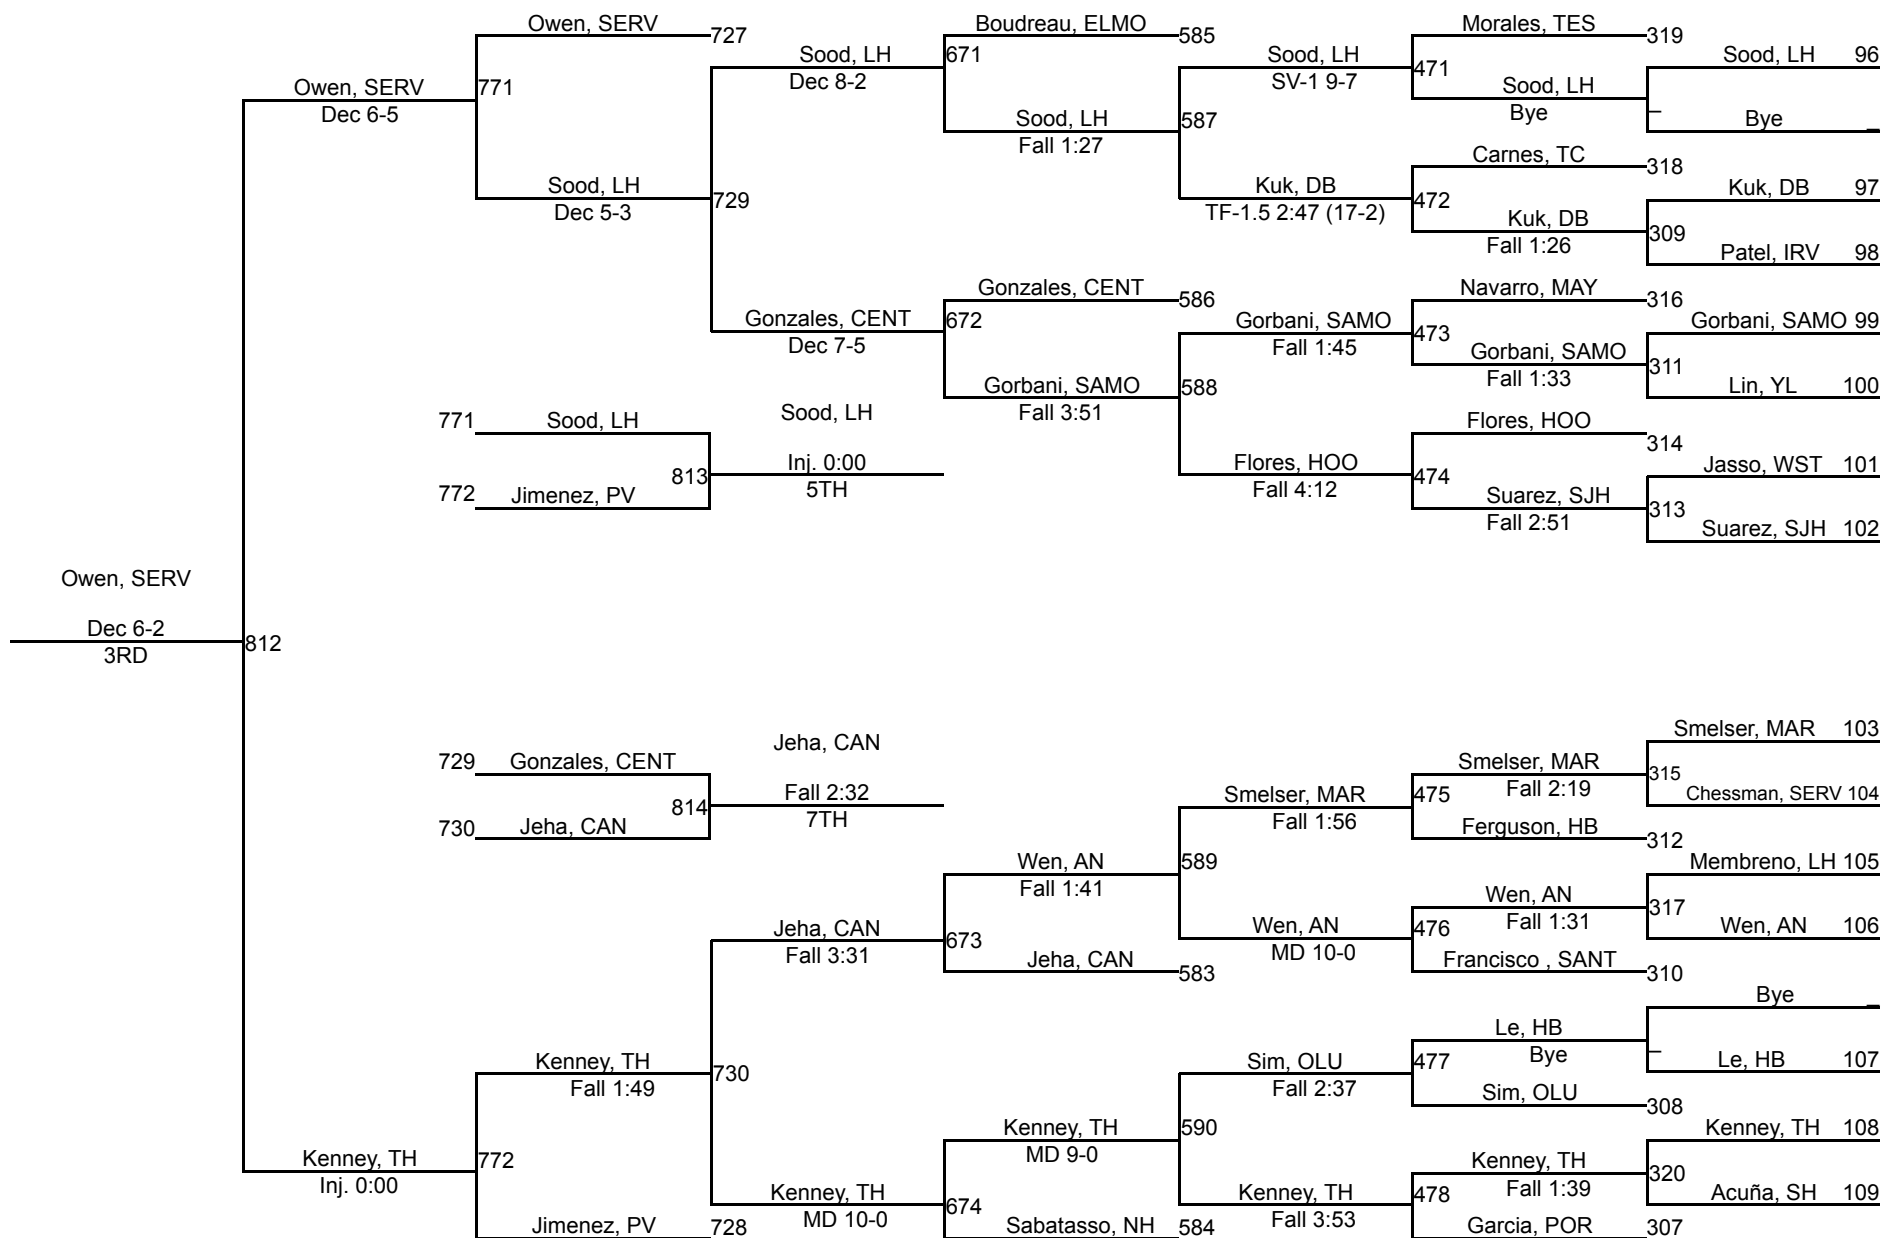 Owen, SERV
727
Boudreau, ELMO
585
Morales, TES
319
Sood, LH
Dec 8-2
671
Sood, LH
SV-1 9-7
471
Sood, LH 96
Owen, SERV
Dec 6-5
771
Sood, LH
Bye
_
Bye _
Sood, LH
Fall 1:27
587
Carnes, TC
318
Sood, LH
Dec 5-3
729
Kuk, DB
TF-1.5 2:47 (17-2)
472
Kuk, DB 97
Kuk, DB
Fall 1:26
309
Patel, IRV 98
Gonzales, CENT
586
Navarro, MAY
316
Gonzales, CENT
Dec 7-5
672
Gorbani, SAMO
Fall 1:45
473
Gorbani, SAMO 99
Gorbani, SAMO
Fall 1:33
311
Lin, YL 100
Gorbani, SAMO
Fall 3:51
588
771
Sood, LH
Sood, LH
Flores, HOO
314
813
Inj. 0:00
5TH
Flores, HOO
Fall 4:12
474
Jasso, WST 101
772
Jimenez, PV
Suarez, SJH
Fall 2:51
313
Suarez, SJH 102
Owen, SERV
Dec 6-2
3RD
812
Smelser, MAR 103
729
Gonzales, CENT
Jeha, CAN
Smelser, MAR
Fall 2:19
315
Chessman, SERV 104
814
Fall 2:32
7TH
Smelser, MAR
Fall 1:56
475
730
Jeha, CAN
Ferguson, HB
312
Wen, AN
Fall 1:41
589
Membreno, LH 105
Wen, AN
Fall 1:31
317
Wen, AN 106
Jeha, CAN
Fall 3:31
673
Wen, AN
MD 10-0
476
Jeha, CAN
583
Francisco , SANT
310
Bye _
Le, HB
Bye
_
Le, HB 107
Kenney, TH
Fall 1:49
730
Sim, OLU
Fall 2:37
477
Sim, OLU
308
Kenney, TH
MD 9-0
590
Kenney, TH 108
Kenney, TH
Inj. 0:00
772
Kenney, TH
Fall 1:39
320
Kenney, TH
MD 10-0
674
Kenney, TH
Fall 3:53
478
Acuña, SH 109
Jimenez, PV
728
Sabatasso, NH
584
Garcia, POR
307